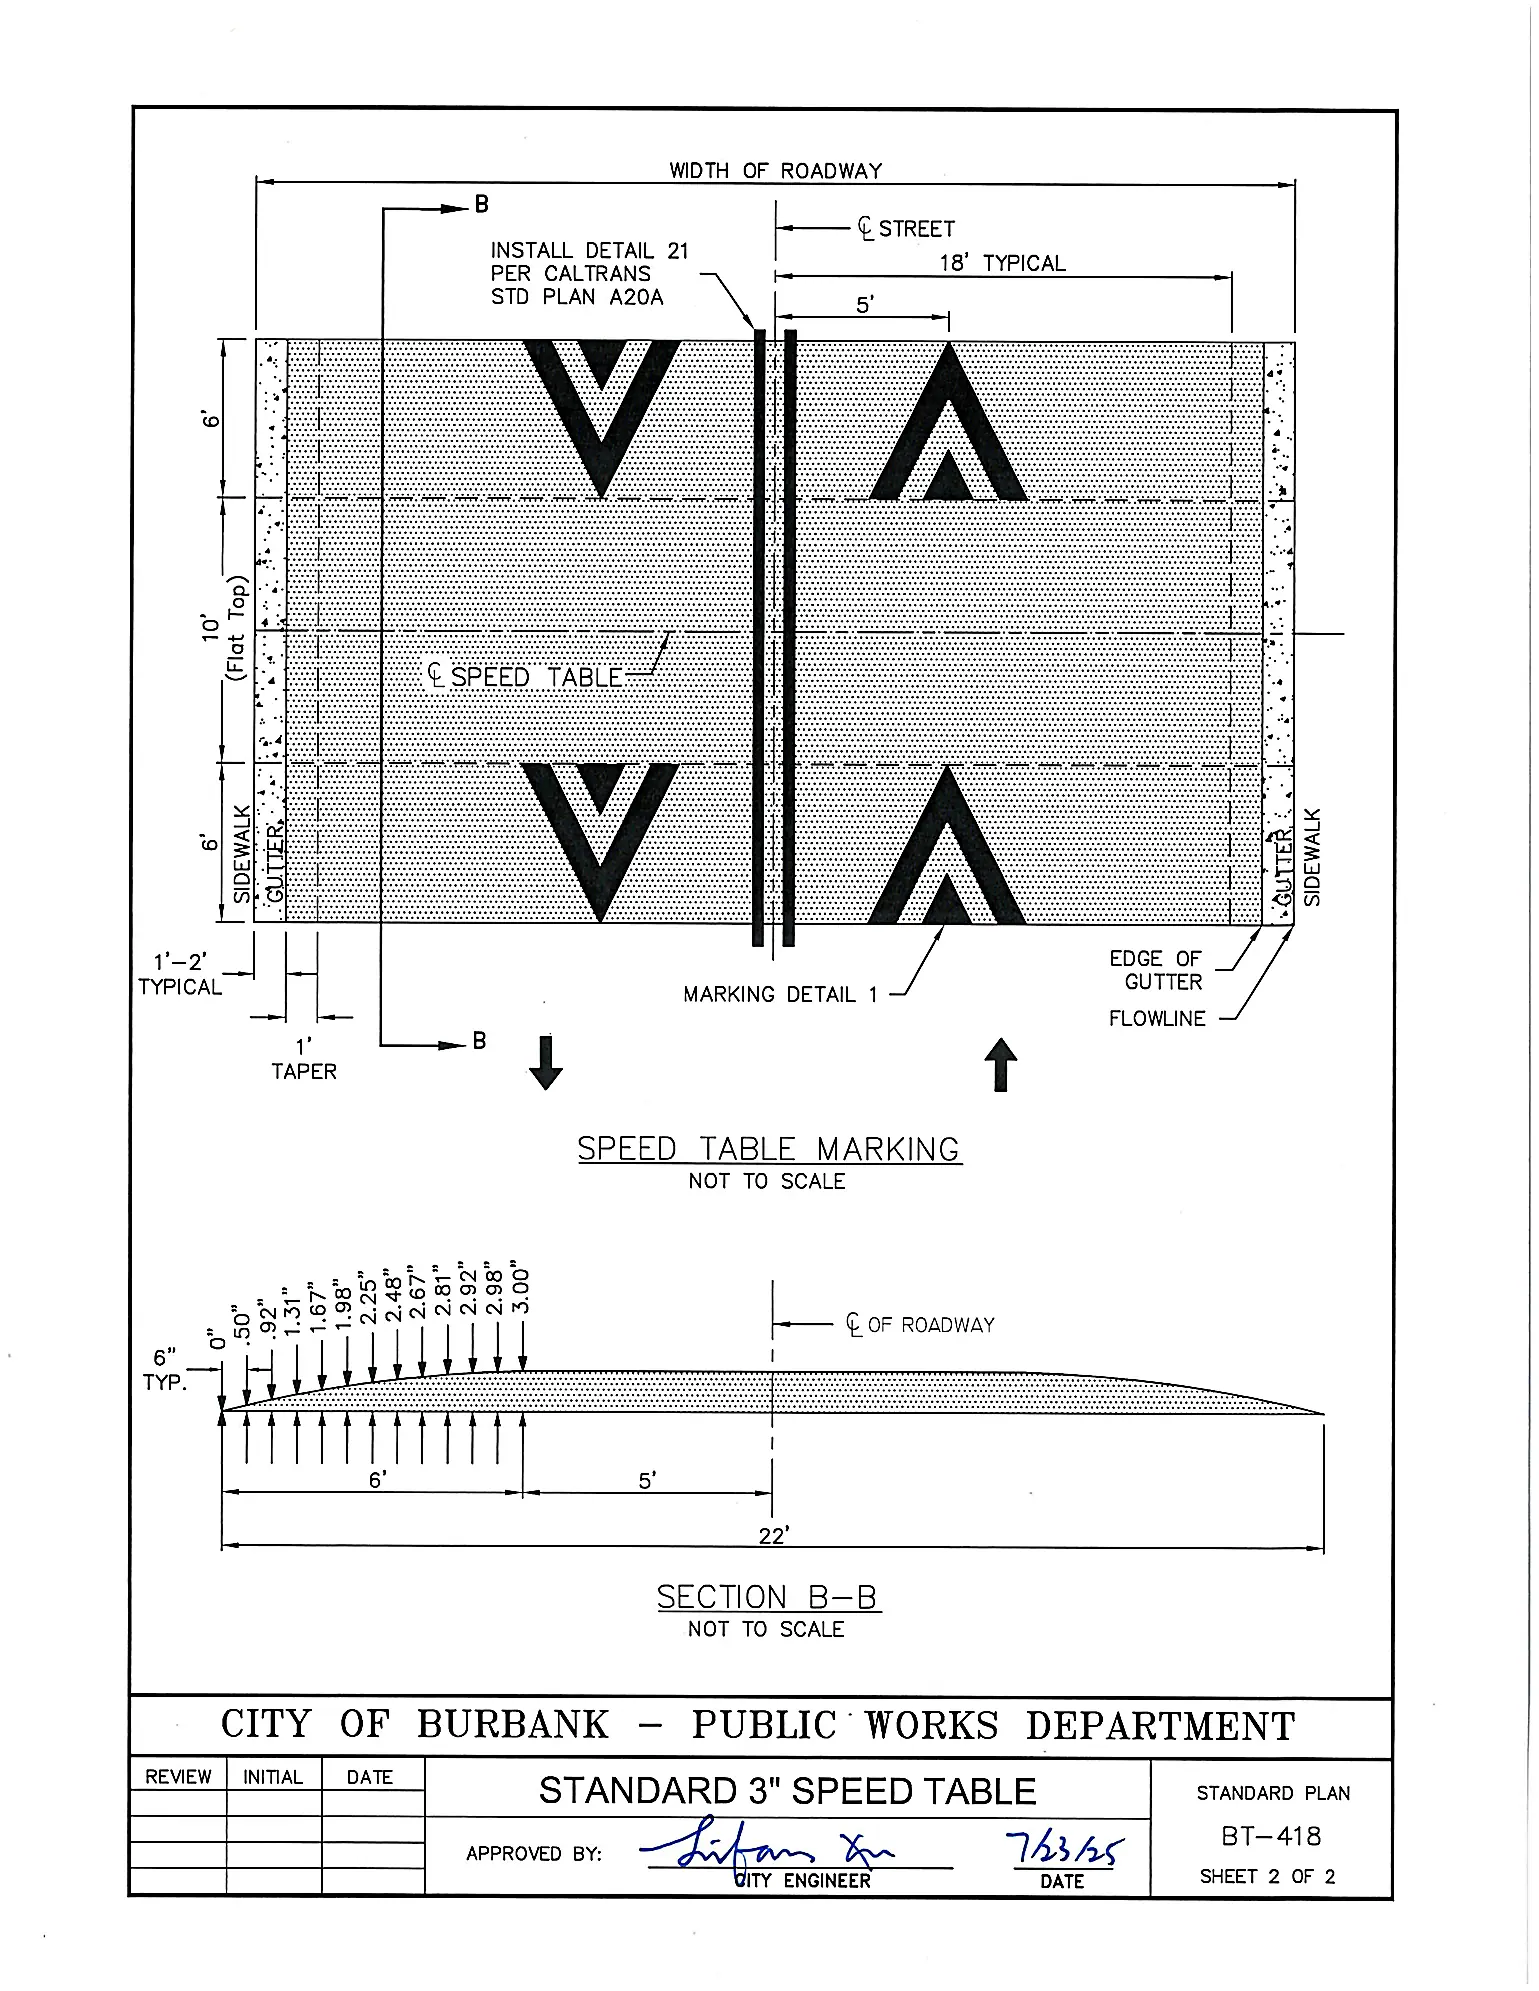 WIDTH OF ROADWAY
B
℄ STREET
INSTALL DETAIL 21
PER CALTRANS
STD PLAN A20A
18' TYPICAL
5'
6'
10'
(Flat Top)
℄ SPEED TABLE
6'
SIDEWALK
GUTTER
GUTTER
SIDEWALK
1'-2'
TYPICAL
1'
TAPER
B
MARKING DETAIL 1
EDGE OF
GUTTER
FLOWLINE
SPEED TABLE MARKING
NOT TO SCALE
6"
TYP.
0"
.50"
.92"
1.31"
1.67"
1.98"
2.25"
2.48"
2.67"
2.81"
2.92"
2.98"
3.00"
℄ OF ROADWAY
6'
5'
22'
SECTION B-B
NOT TO SCALE
CITY OF BURBANK - PUBLIC WORKS DEPARTMENT
REVIEW INITIAL DATE
STANDARD 3" SPEED TABLE
APPROVED BY: Lifan Xu 7/23/25
CITY ENGINEER DATE
STANDARD PLAN
BT-418
SHEET 2 OF 2